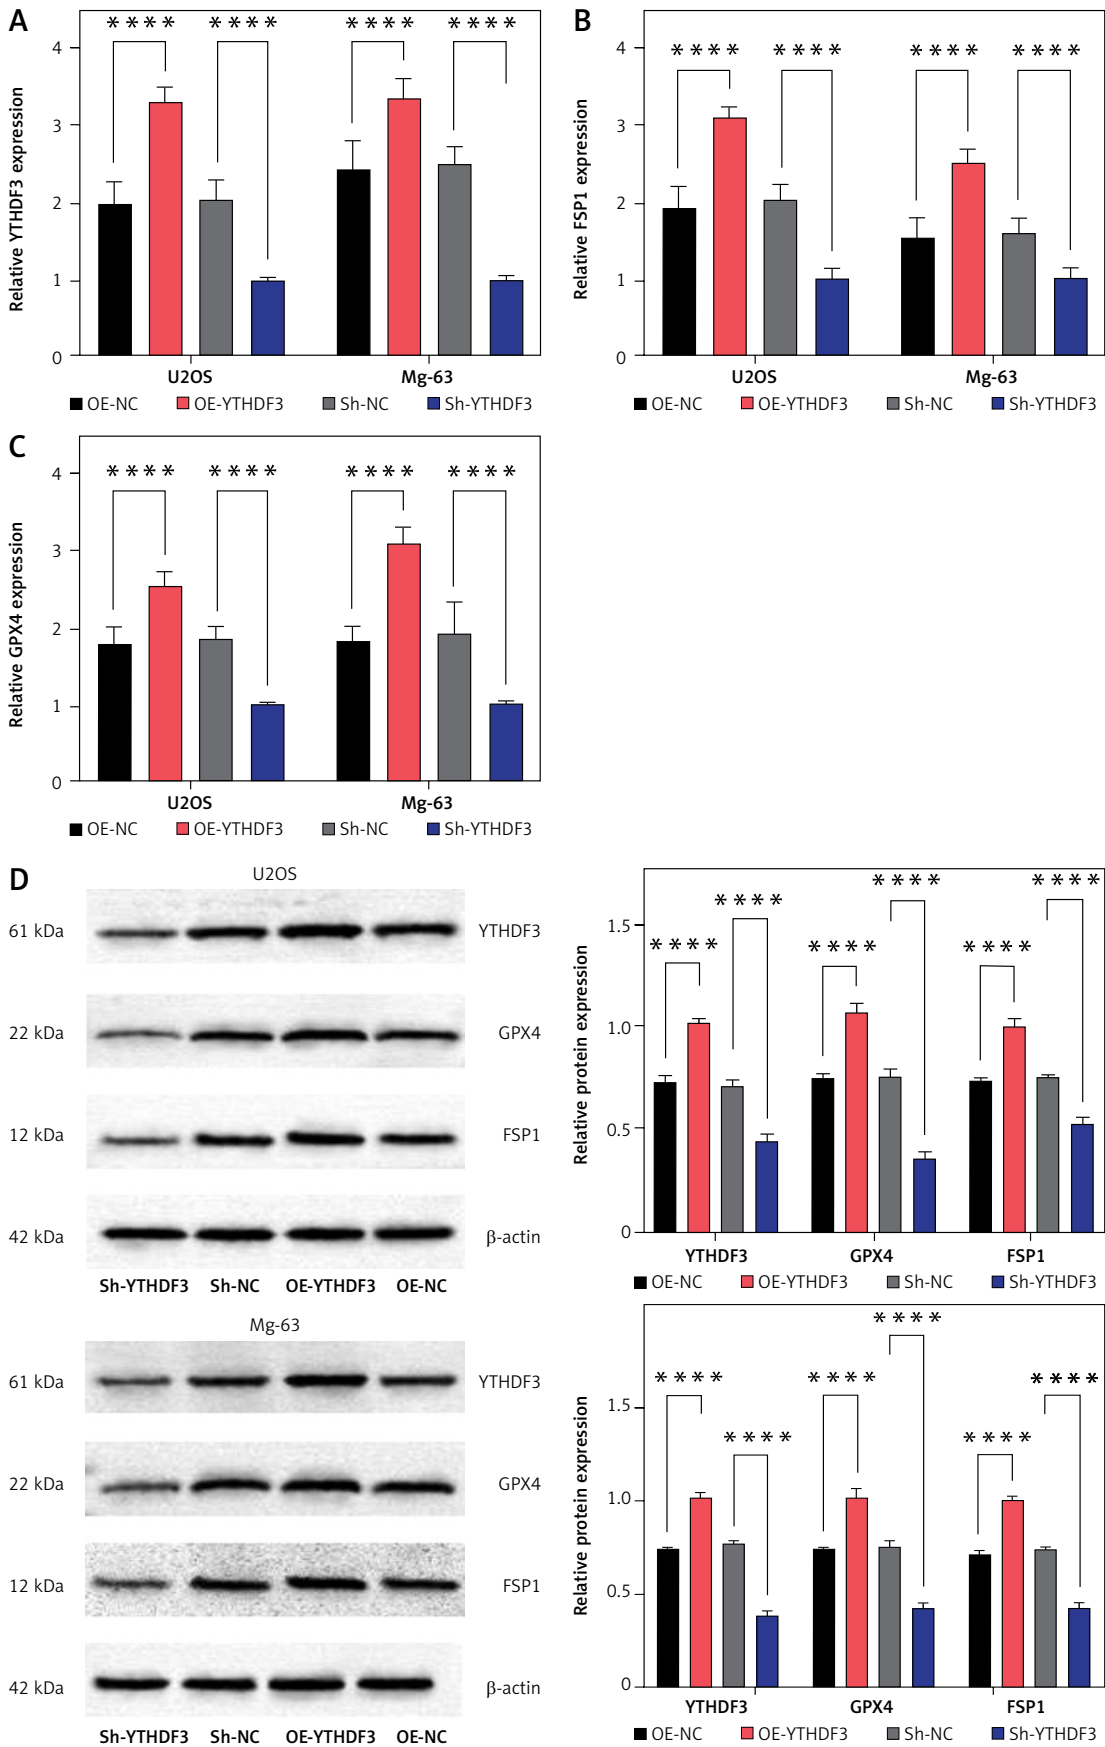 A
Relative YTHDF3 expression
4
3
2
1
0
**** **** **** ****
U2OS Mg-63
OE-NC OE-YTHDF3 Sh-NC Sh-YTHDF3
B
Relative FSP1 expression
4
3
2
1
0
**** **** **** ****
U2OS Mg-63
OE-NC OE-YTHDF3 Sh-NC Sh-YTHDF3
C
Relative GPX4 expression
4
3
2
1
0
**** **** **** ****
U2OS Mg-63
OE-NC OE-YTHDF3 Sh-NC Sh-YTHDF3
D
U2OS
61 kDa YTHDF3
22 kDa GPX4
12 kDa FSP1
42 kDa β-actin
Sh-YTHDF3 Sh-NC OE-YTHDF3 OE-NC
Relative protein expression
1.5
1.0
0.5
0
**** **** **** **** **** ****
YTHDF3 GPX4 FSP1
OE-NC OE-YTHDF3 Sh-NC Sh-YTHDF3
Mg-63
61 kDa YTHDF3
22 kDa GPX4
12 kDa FSP1
42 kDa β-actin
Sh-YTHDF3 Sh-NC OE-YTHDF3 OE-NC
Relative protein expression
1.5
1.0
0.5
0
**** **** **** **** **** ****
YTHDF3 GPX4 FSP1
OE-NC OE-YTHDF3 Sh-NC Sh-YTHDF3